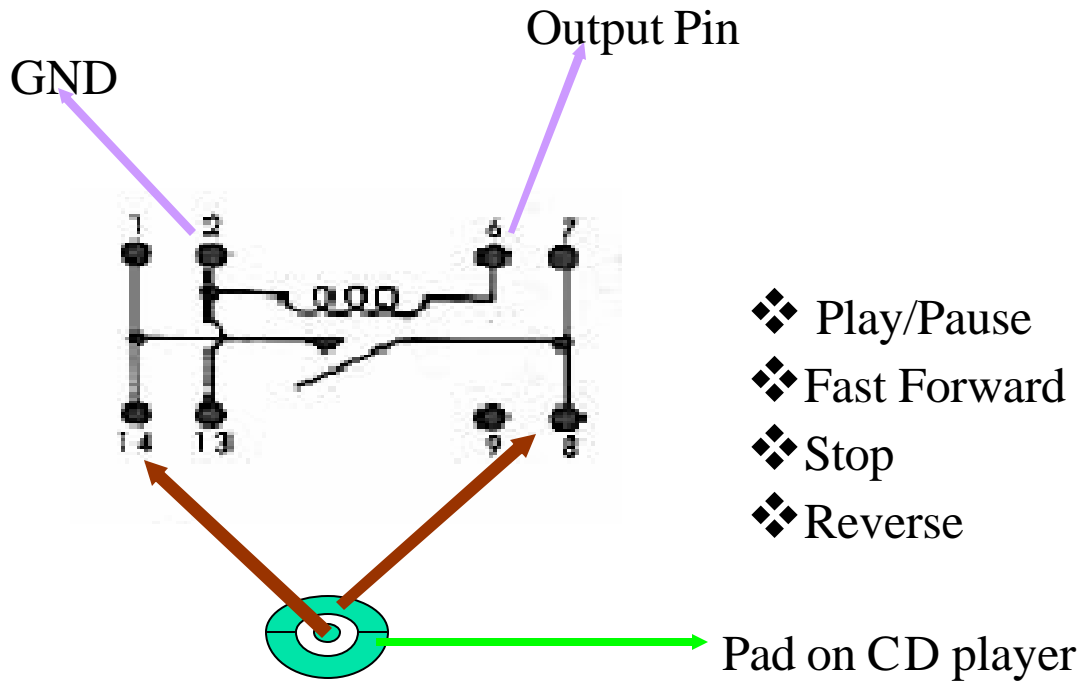 Output Pin
GND
1 2 6 7
14 13 9 8
❖ Play/Pause
❖ Fast Forward
❖ Stop
❖ Reverse
Pad on CD player